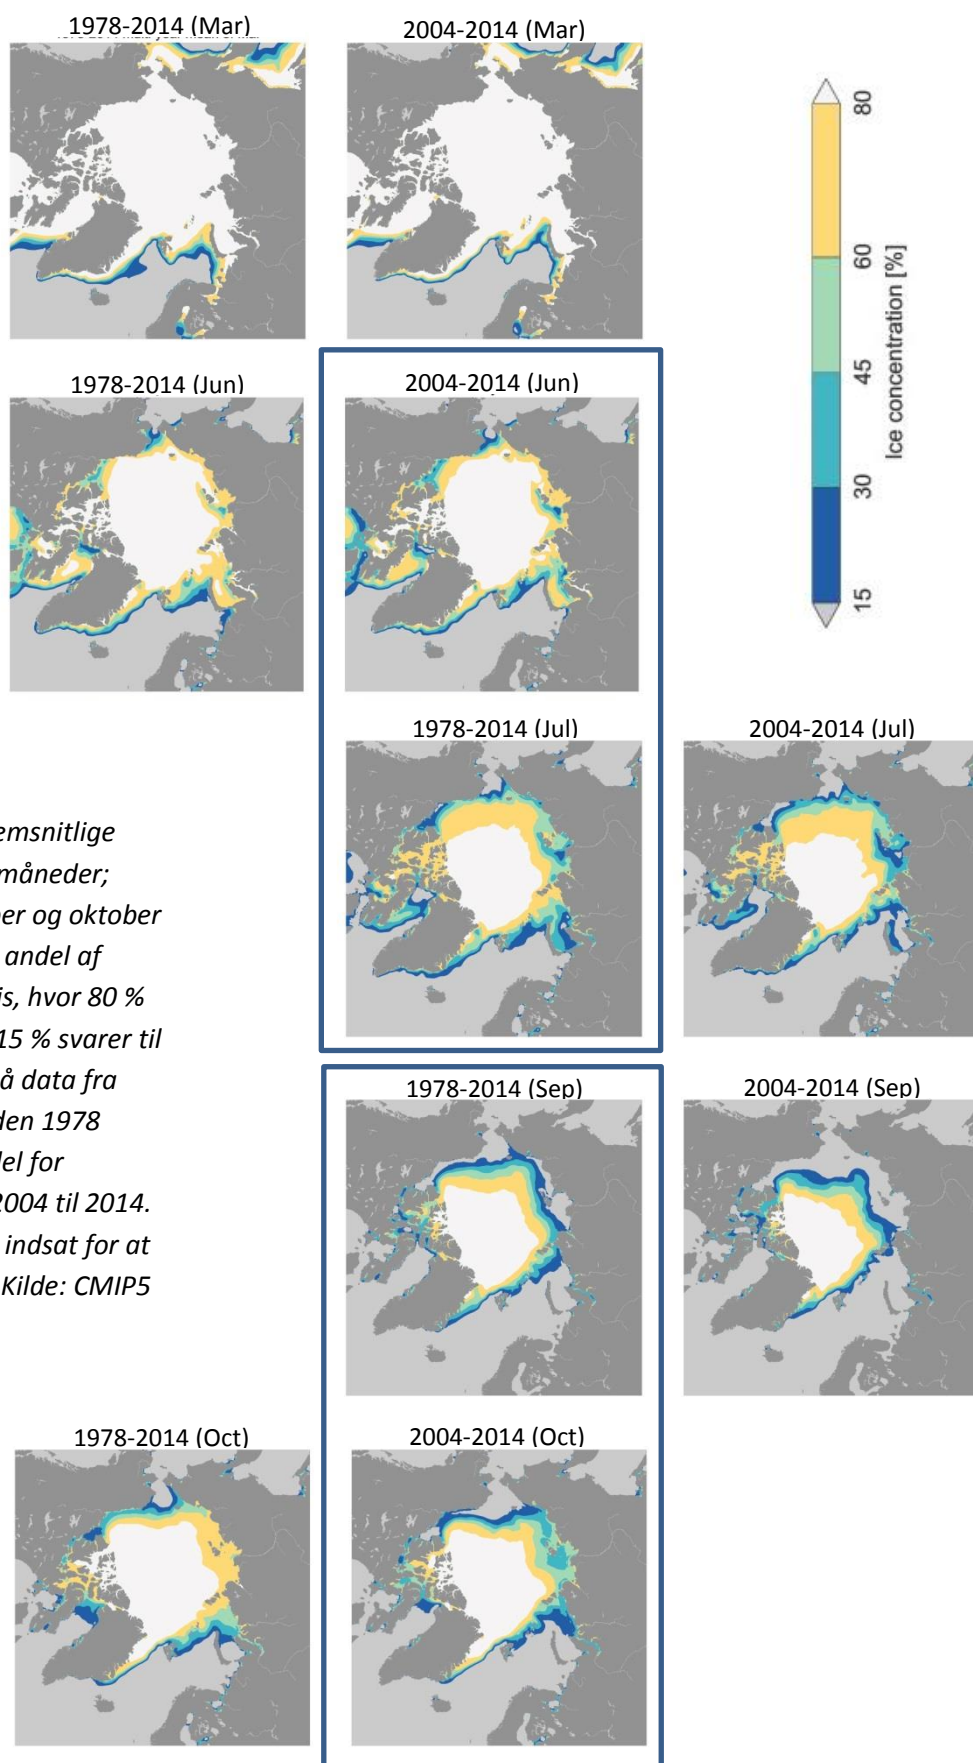 1978-2014 (Mar)
2004-2014 (Mar)
80
60
45
30
15
Ice concentration [%]
1978-2014 (Jun)
2004-2014 (Jun)
1978-2014 (Jul)
2004-2014 (Jul)
emsnitlige
måneder;
ber og oktober
andel af
is, hvor 80 %
15 % svarer til
å data fra
den 1978
del for
2004 til 2014.
indsat for at
Kilde: CMIP5
1978-2014 (Sep)
2004-2014 (Sep)
1978-2014 (Oct)
2004-2014 (Oct)